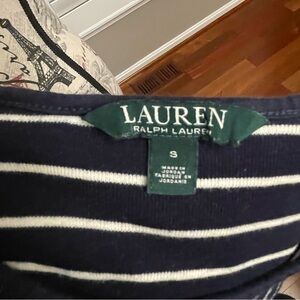 LAUREN
RALPH LAUREN
S
MADE IN
JORDAN
FABRIQUÉ EN
JORDANIE